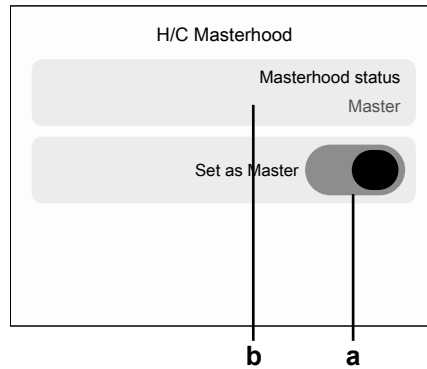 H/C Masterhood
Masterhood status
Master
Set as Master
b a